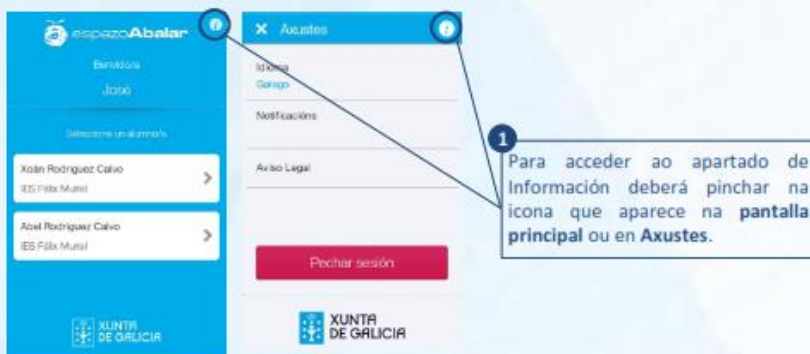 espazoAbalar
Benvido/a
José
Seleccione un alumno/a
Xoán Rodríguez Calvo
IES Félix Muriel
Abel Rodríguez Calvo
IES Félix Muriel
XUNTA
DE GALICIA
Axustes
Idioma
Galego
Notificacións
Aviso Legal
Pechar sesión
XUNTA
DE GALICIA
1
Para acceder ao apartado de
Información deberá pinchar na
icona que aparece na pantalla
principal ou en Axustes.